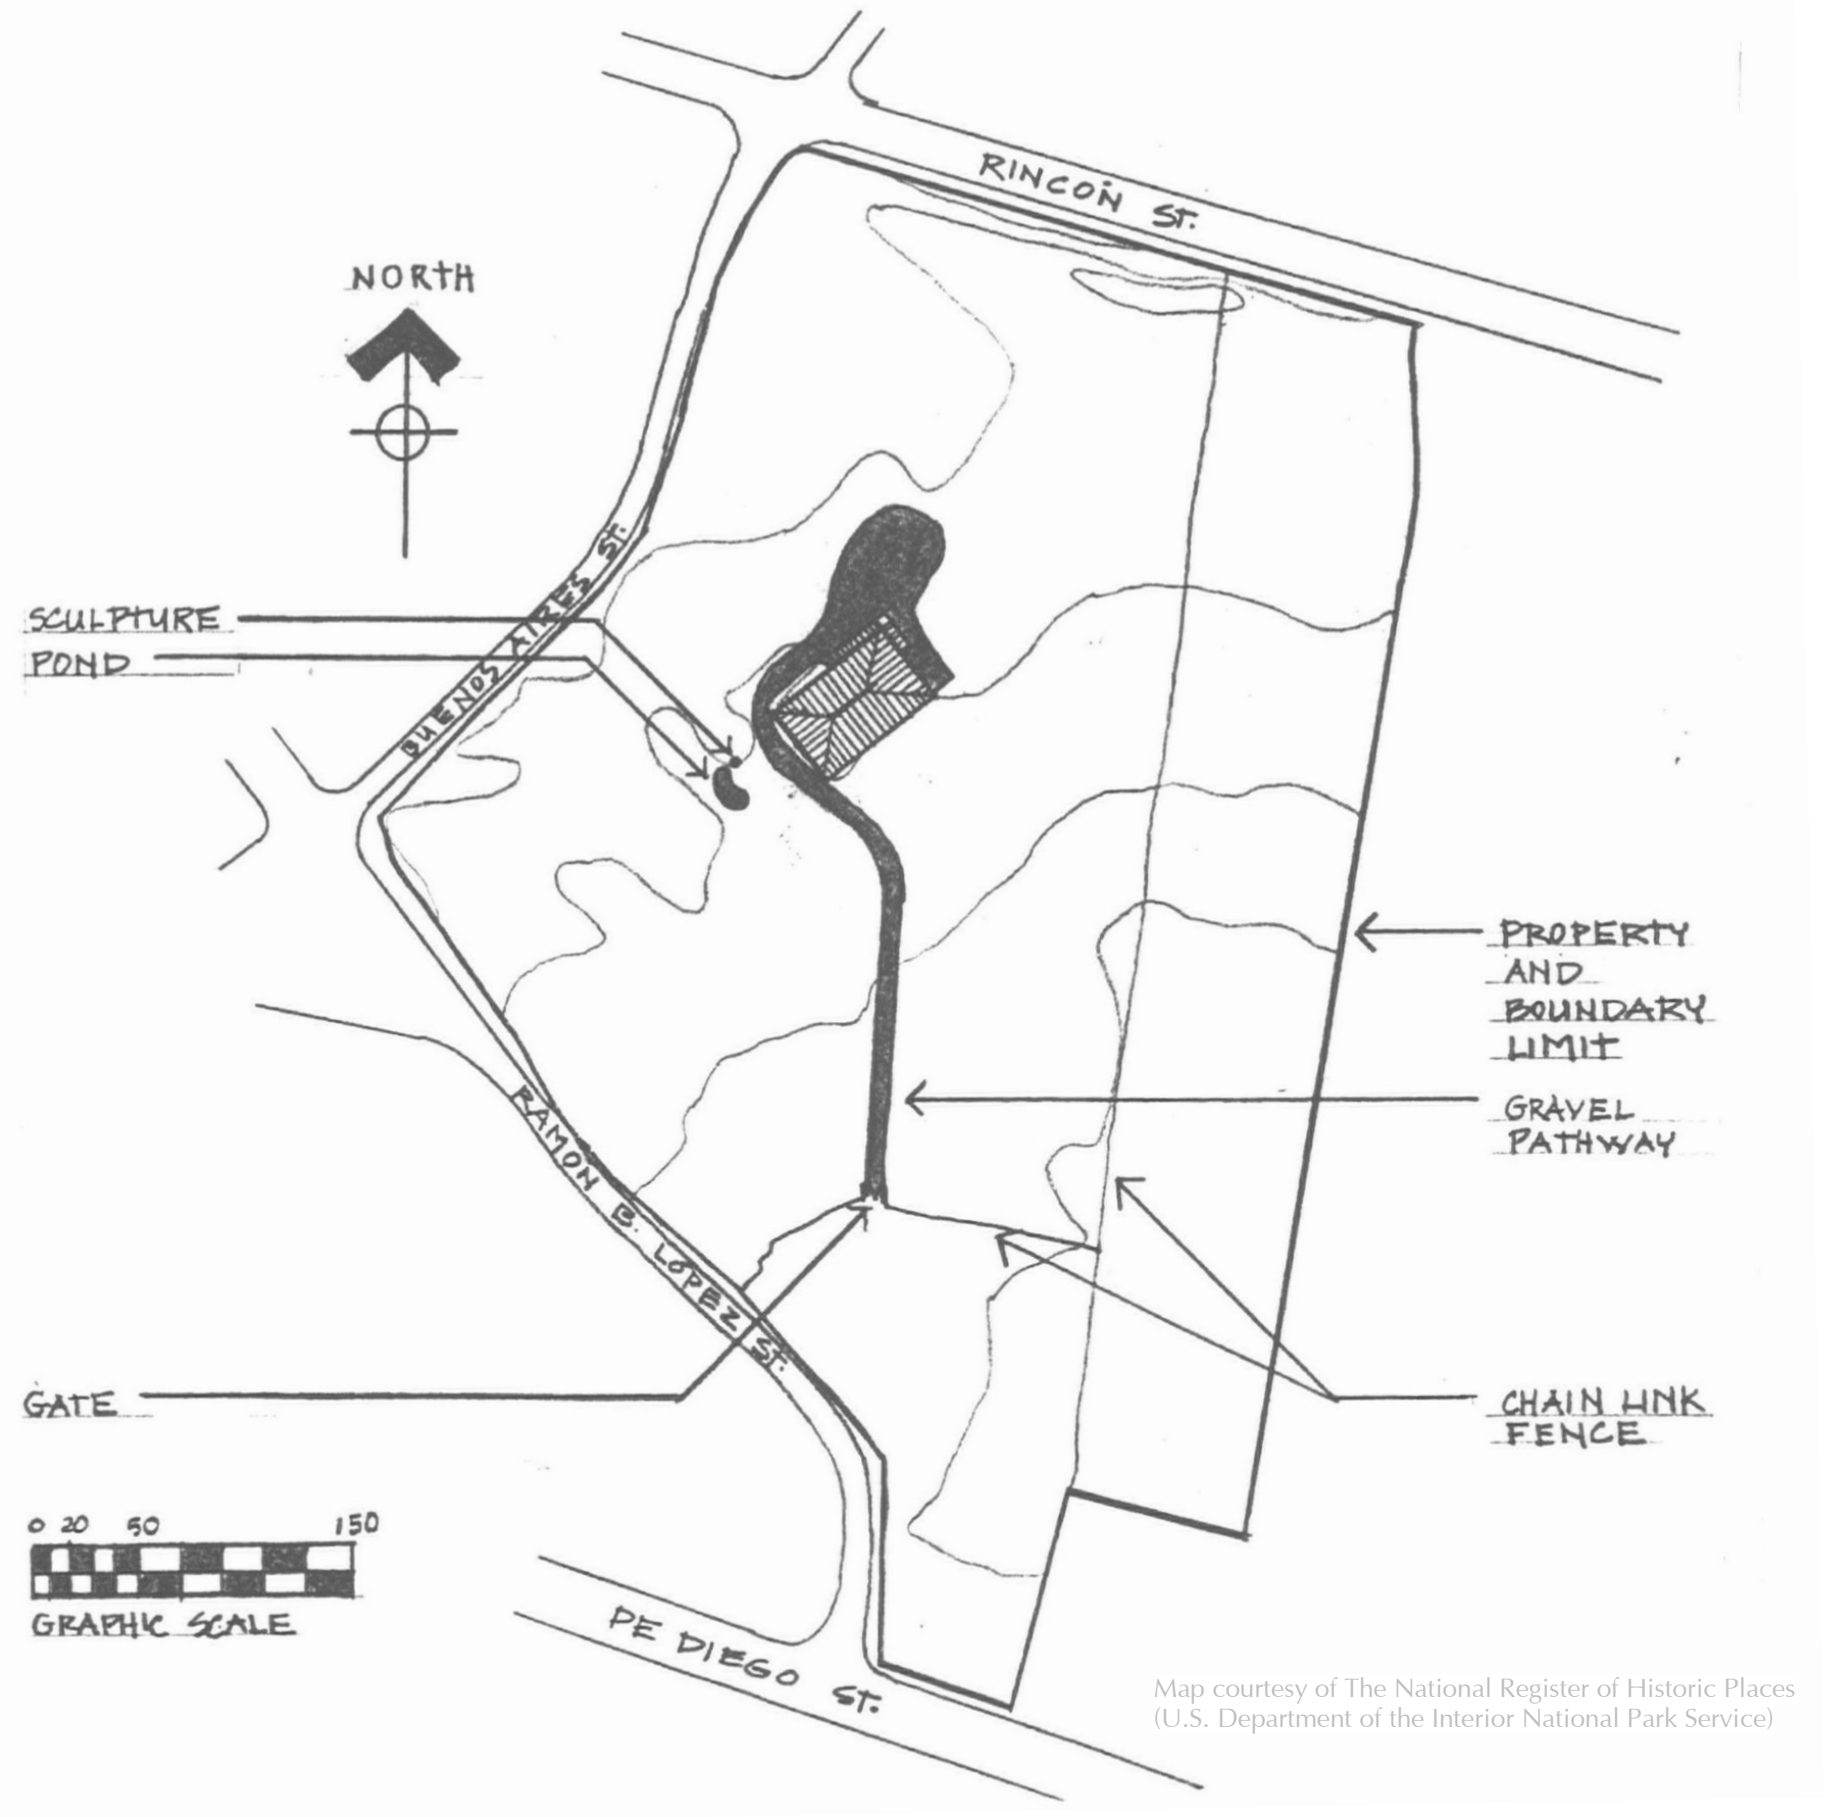 RINCON ST.
NORTH
BUENOS AIRES ST.
SCULPTURE
POND
PROPERTY
AND
BOUNDARY
LIMIT
GRAVEL
PATHWAY
RAMON B. LOPEZ ST.
GATE
CHAIN LINK
FENCE
0 20 50 150
GRAPHIC SCALE
DE DIEGO ST.
Map courtesy of The National Register of Historic Places
(U.S. Department of the Interior National Park Service)